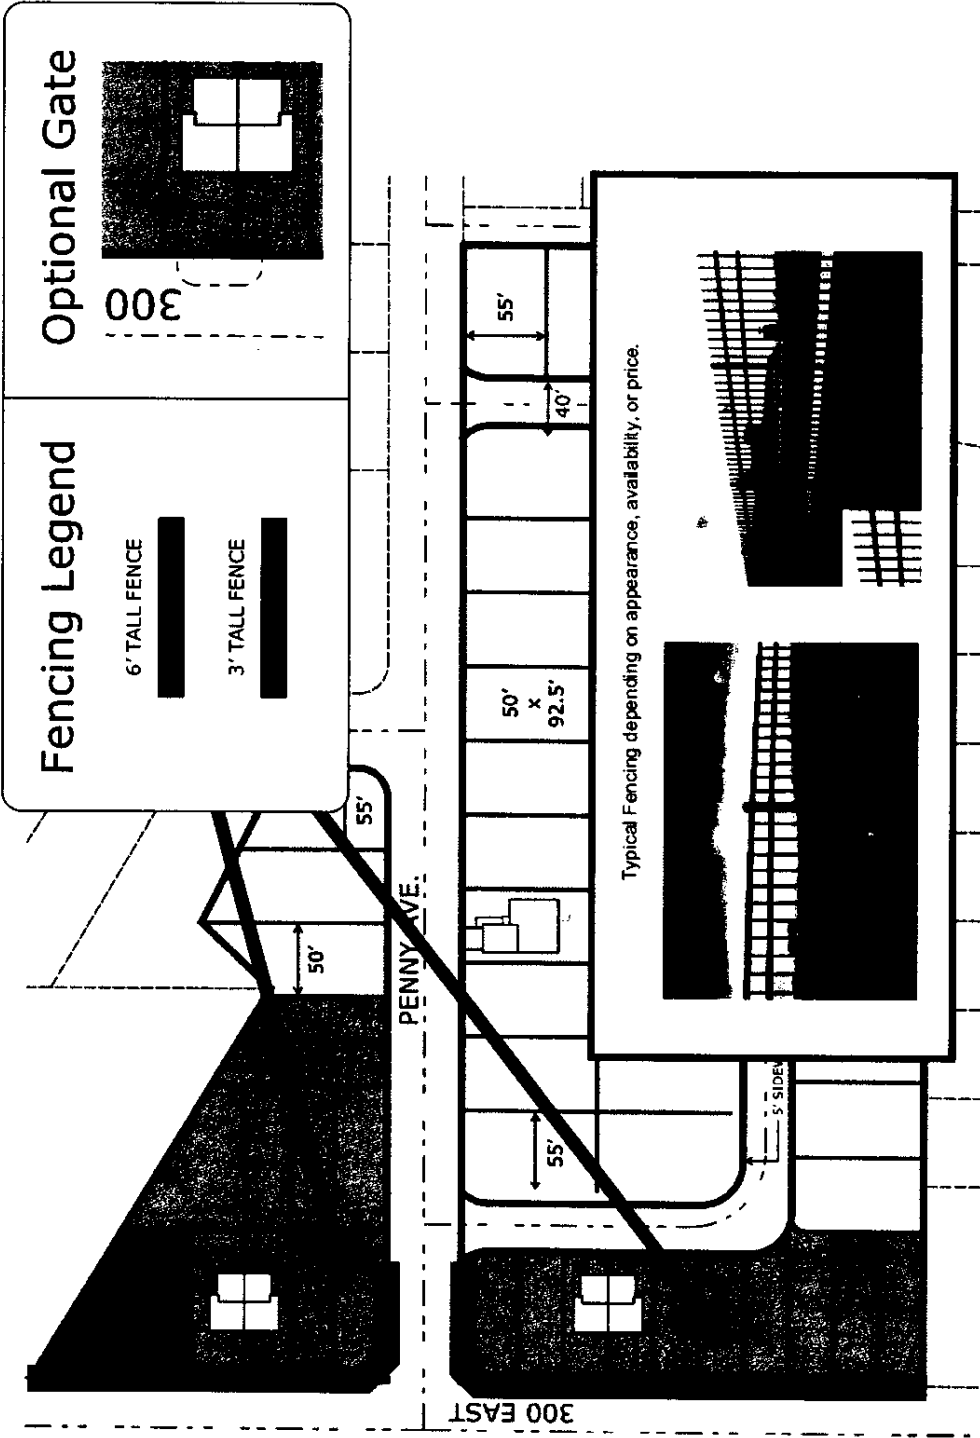 Fencing Legend
6' TALL FENCE
3' TALL FENCE
Optional Gate
300
55'
50'
PENNY AVE.
55'
40'
50'
x
92.5'
55'
5' SIDEW
300 EAST
Typical Fencing depending on appearance, availability, or price.